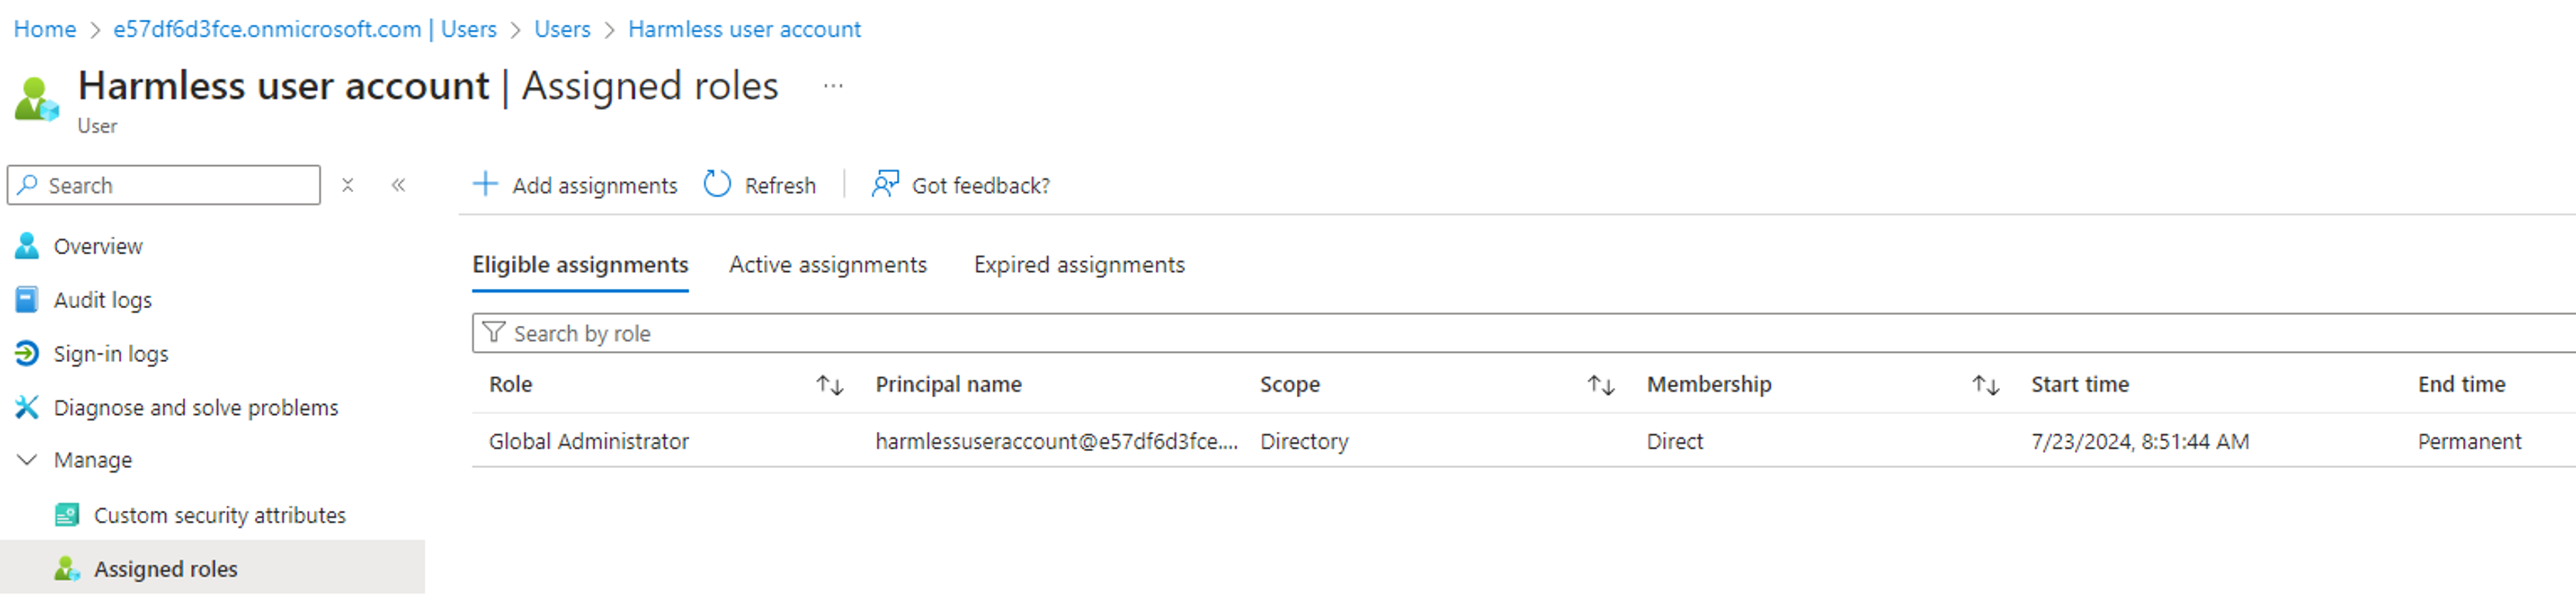 Home > e57df6d3fce.onmicrosoft.com | Users > Users > Harmless user account
Harmless user account | Assigned roles ...
User
Search
Overview
Audit logs
Sign-in logs
Diagnose and solve problems
Manage
Custom security attributes
Assigned roles
Add assignments Refresh Got feedback?
Eligible assignments Active assignments Expired assignments
Search by role
Role Principal name Scope Membership Start time End time
Global Administrator harmlessuseraccount@e57df6d3fce.... Directory Direct 7/23/2024, 8:51:44 AM Permanent